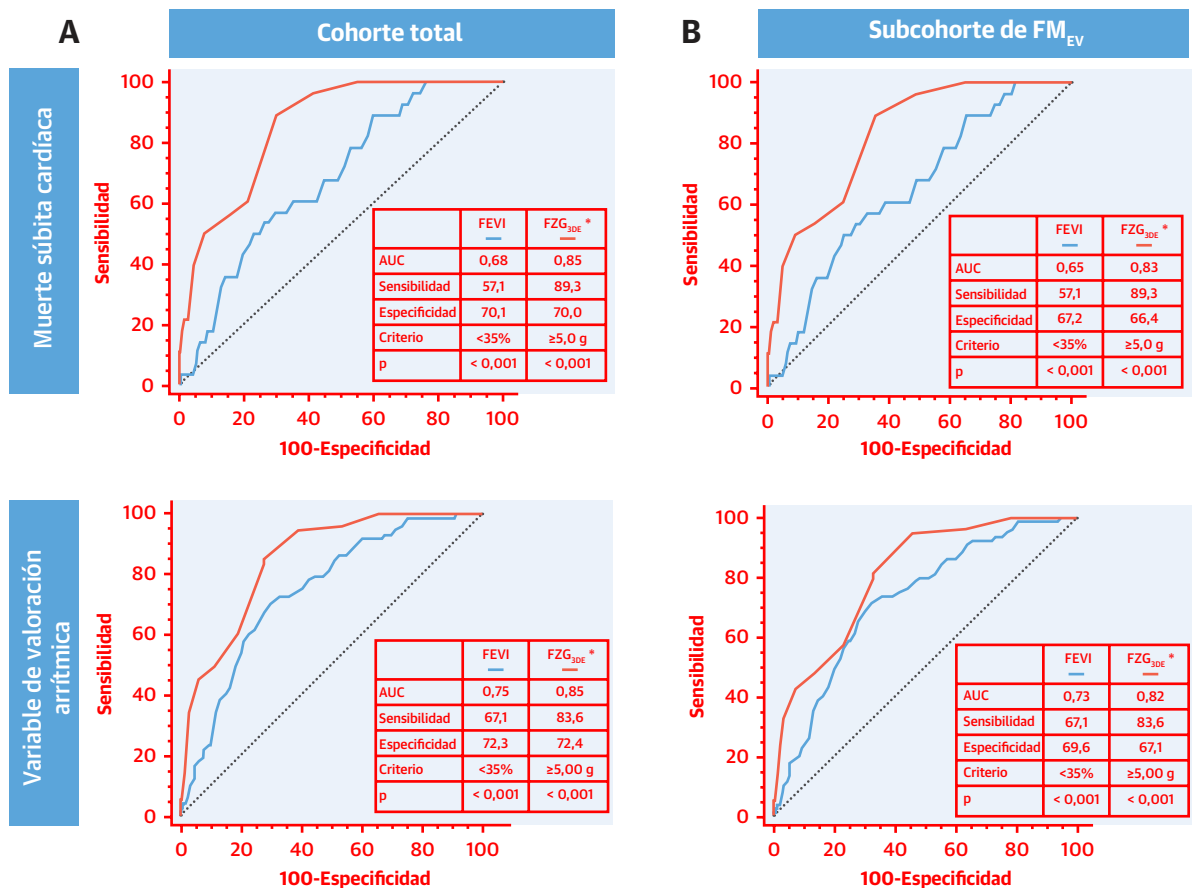 A
Cohorte total
B
Subcohorte de FM_EV
Muerte súbita cardíaca
Sensibilidad
100
80
60
40
20
0
0 20 40 60 80 100
100-Especificidad
FEVI FZG_3DE *
AUC 0,68 0,85
Sensibilidad 57,1 89,3
Especificidad 70,1 70,0
Criterio <35% ≥5,0 g
p < 0,001 < 0,001
Sensibilidad
100
80
60
40
20
0
0 20 40 60 80 100
100-Especificidad
FEVI FZG_3DE *
AUC 0,65 0,83
Sensibilidad 57,1 89,3
Especificidad 67,2 66,4
Criterio <35% ≥5,0 g
p < 0,001 < 0,001
Variable de valoración
arrítmica
Sensibilidad
100
80
60
40
20
0
0 20 40 60 80 100
100-Especificidad
FEVI FZG_3DE *
AUC 0,75 0,85
Sensibilidad 67,1 83,6
Especificidad 72,3 72,4
Criterio <35% ≥5,00 g
p < 0,001 < 0,001
Sensibilidad
100
80
60
40
20
0
0 20 40 60 80 100
100-Especificidad
FEVI FZG_3DE *
AUC 0,73 0,82
Sensibilidad 67,1 83,6
Especificidad 69,6 67,1
Criterio <35% ≥5,00 g
p < 0,001 < 0,001